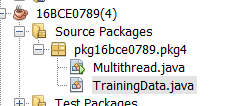 16BCE0789(4)
Source Packages
pkg16bce0789.pkg4
Multithread.java
TrainingData.java
Test Packages